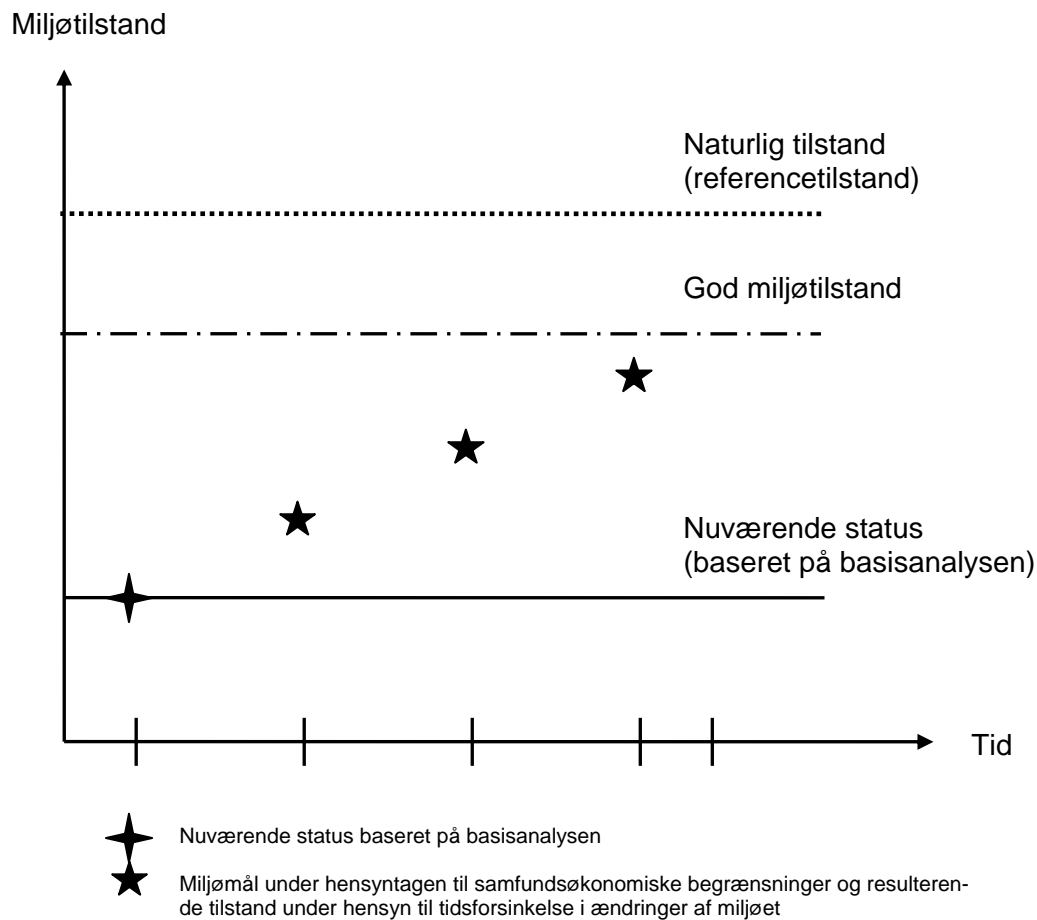 Miljøtilstand
Naturlig tilstand
(referencetilstand)
God miljøtilstand
Nuværende status
(baseret på basisanalysen)
Tid
Nuværende status baseret på basisanalysen
Miljømål under hensyntagen til samfundsøkonomiske begrænsninger og resulteren-
de tilstand under hensyn til tidsforsinkelse i ændringer af miljøet